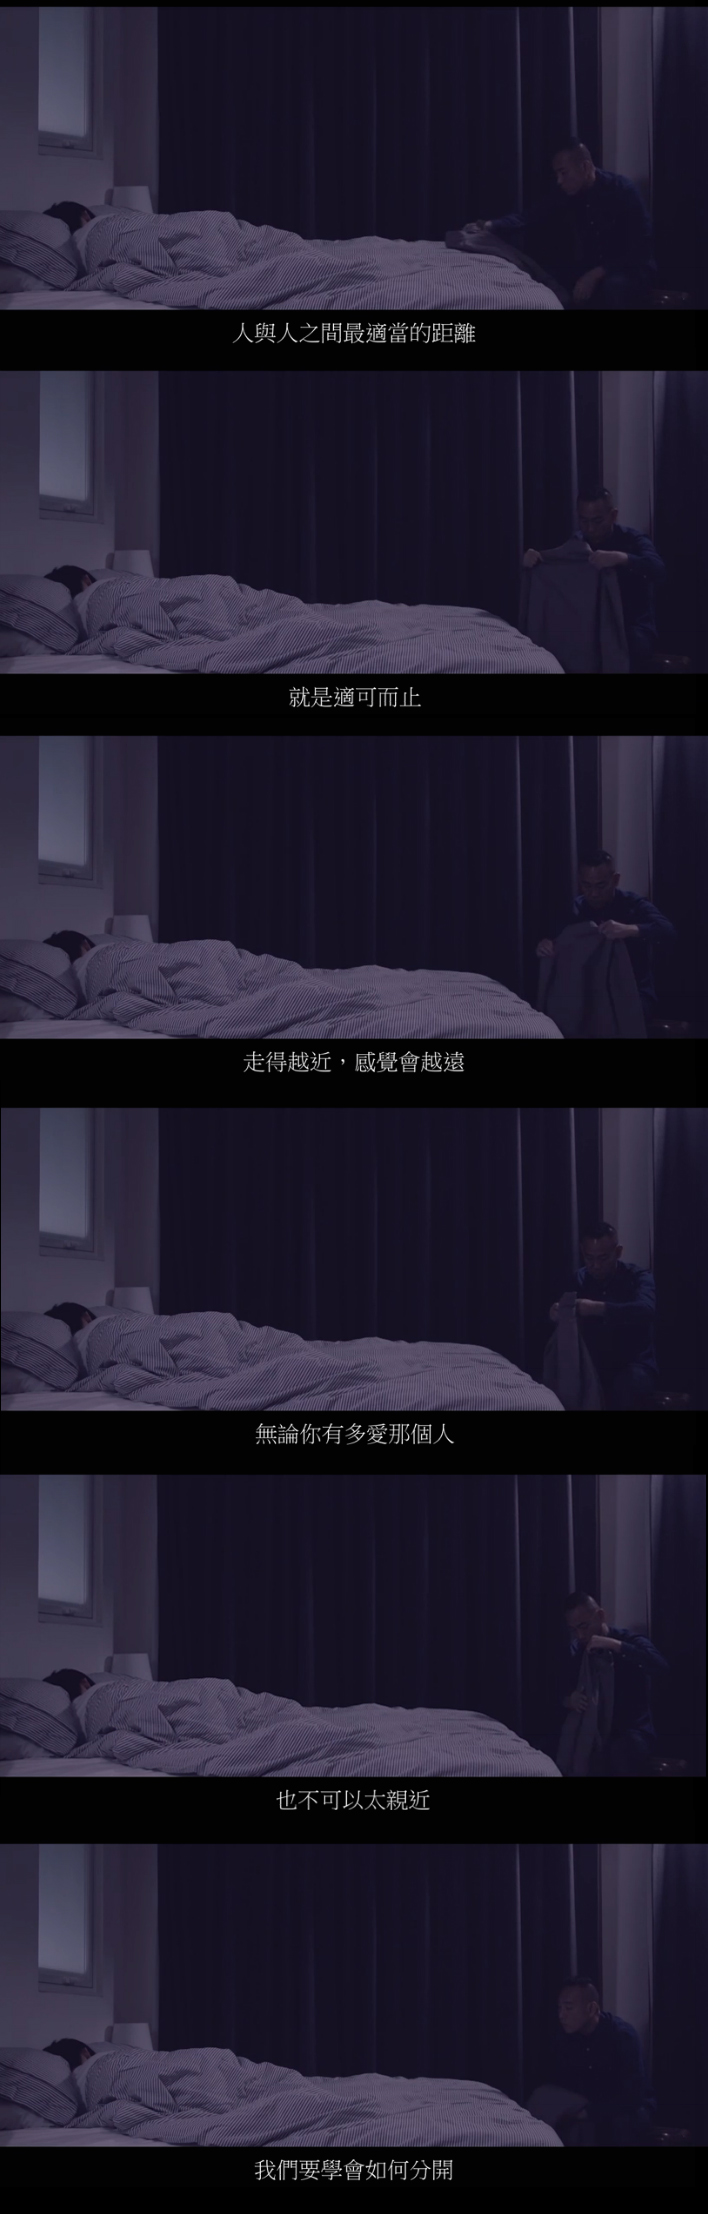 人與人之間最適當的距離
就是適可而止
走得越近，感覺會越遠
無論你有多愛那個人
也不可以太親近
我們要學會如何分開